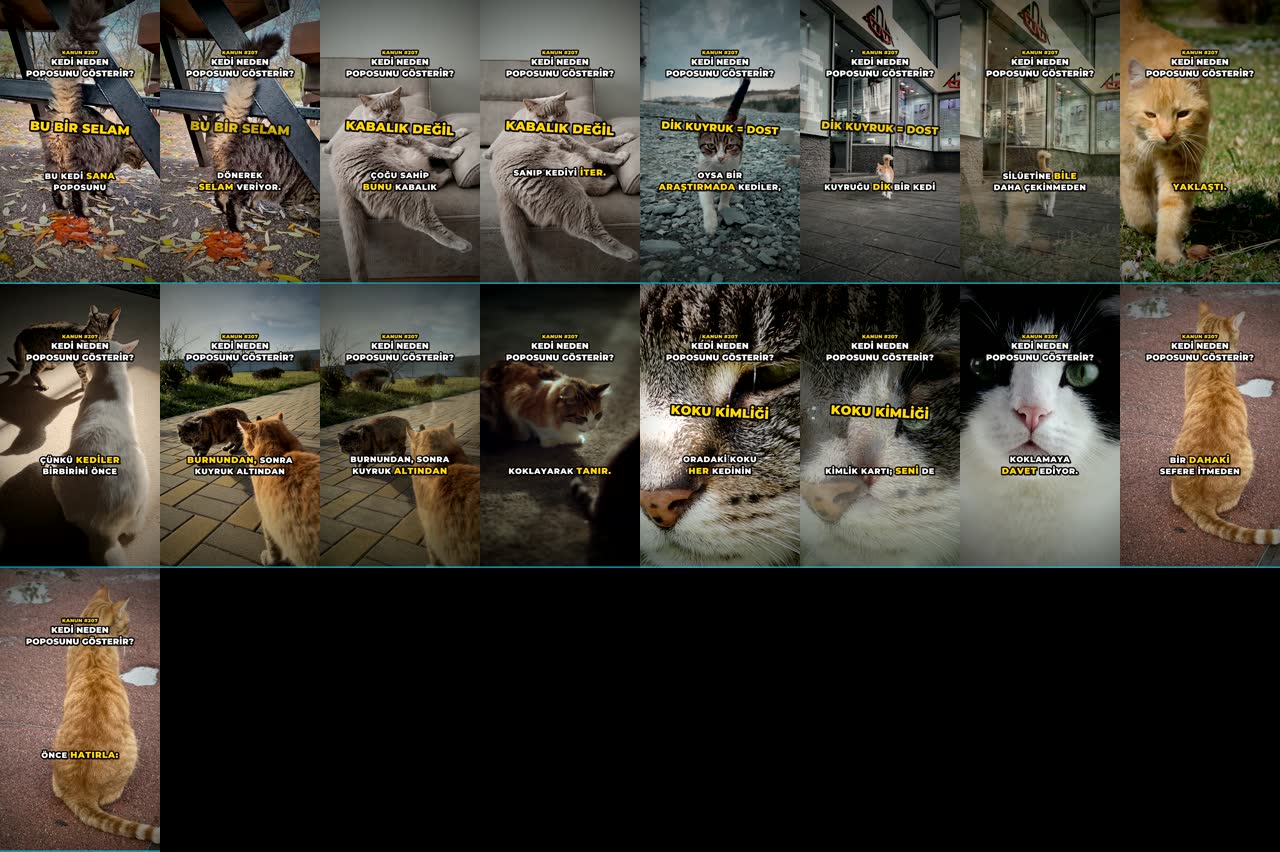 KANUN #207
KEDİ NEDEN
POPOSUNU GÖSTERİR?
BU BİR SELAM
BU KEDİ SANA
POPOSUNU
KANUN #207
KEDİ NEDEN
POPOSUNU GÖSTERİR?
BU BİR SELAM
DÖNEREK
SELAM VERİYOR.
KANUN #207
KEDİ NEDEN
POPOSUNU GÖSTERİR?
KABALIK DEĞİL
ÇOĞU SAHİP
BUNU KABALIK
KANUN #207
KEDİ NEDEN
POPOSUNU GÖSTERİR?
KABALIK DEĞİL
SANIP KEDİYİ İTER.
KANUN #207
KEDİ NEDEN
POPOSUNU GÖSTERİR?
DİK KUYRUK = DOST
OYSA BİR
ARAŞTIRMADA KEDİLER,
KANUN #207
KEDİ NEDEN
POPOSUNU GÖSTERİR?
DİK KUYRUK = DOST
KUYRUĞU DİK BİR KEDİ
KANUN #207
KEDİ NEDEN
POPOSUNU GÖSTERİR?
SİLÜETİNE BİLE
DAHA ÇEKİNMEDEN
KANUN #207
KEDİ NEDEN
POPOSUNU GÖSTERİR?
YAKLAŞTI.
KANUN #207
KEDİ NEDEN
POPOSUNU GÖSTERİR?
ÇÜNKÜ KEDİLER
BİRBİRİNİ ÖNCE
KANUN #207
KEDİ NEDEN
POPOSUNU GÖSTERİR?
BURNUNDAN, SONRA
KUYRUK ALTINDAN
KANUN #207
KEDİ NEDEN
POPOSUNU GÖSTERİR?
BURNUNDAN, SONRA
KUYRUK ALTINDAN
KANUN #207
KEDİ NEDEN
POPOSUNU GÖSTERİR?
KOKLAYARAK TANIR.
KANUN #207
KEDİ NEDEN
POPOSUNU GÖSTERİR?
KOKU KİMLİĞİ
ORADAKİ KOKU
HER KEDİNİN
KANUN #207
KEDİ NEDEN
POPOSUNU GÖSTERİR?
KOKU KİMLİĞİ
KİMLİK KARTI; SENİ DE
KANUN #207
KEDİ NEDEN
POPOSUNU GÖSTERİR?
KOKLAMAYA
DAVET EDİYOR.
KANUN #207
KEDİ NEDEN
POPOSUNU GÖSTERİR?
BİR DAHAKİ
SEFERE İTMEDEN
KANUN #207
KEDİ NEDEN
POPOSUNU GÖSTERİR?
ÖNCE HATIRLA: